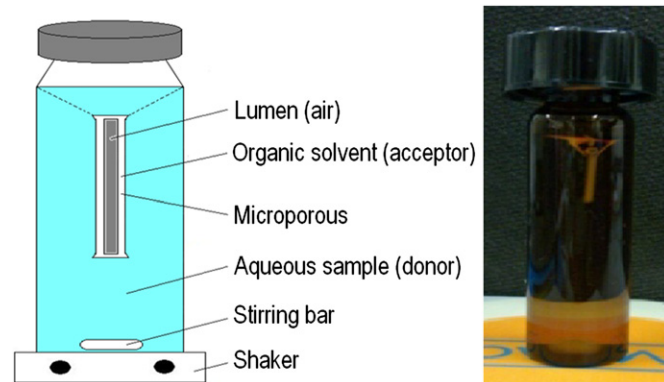 Lumen (air)
Organic solvent (acceptor)
Microporous
Aqueous sample (donor)
Stirring bar
Shaker